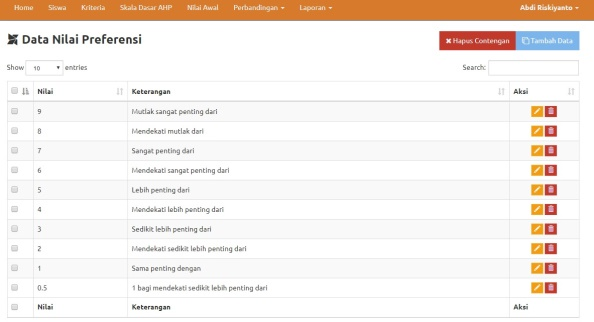 Home Siswa Kriteria Skala Dasar AHP Nilai Awal Perbandingan Laporan Abdi Riskiyanto
Data Nilai Preferensi Hapus Contengan Tambah Data
Show 10 entries Search:
Nilai Keterangan Aksi
9 Mutlak sangat penting dari
8 Mendekati mutlak dari
7 Sangat penting dari
6 Mendekati sangat penting dari
5 Lebih penting dari
4 Mendekati lebih penting dari
3 Sedikit lebih penting dari
2 Mendekati sedikit lebih penting dari
1 Sama penting dengan
0.5 1 bagi mendekati sedikit lebih penting dari
Nilai Keterangan Aksi